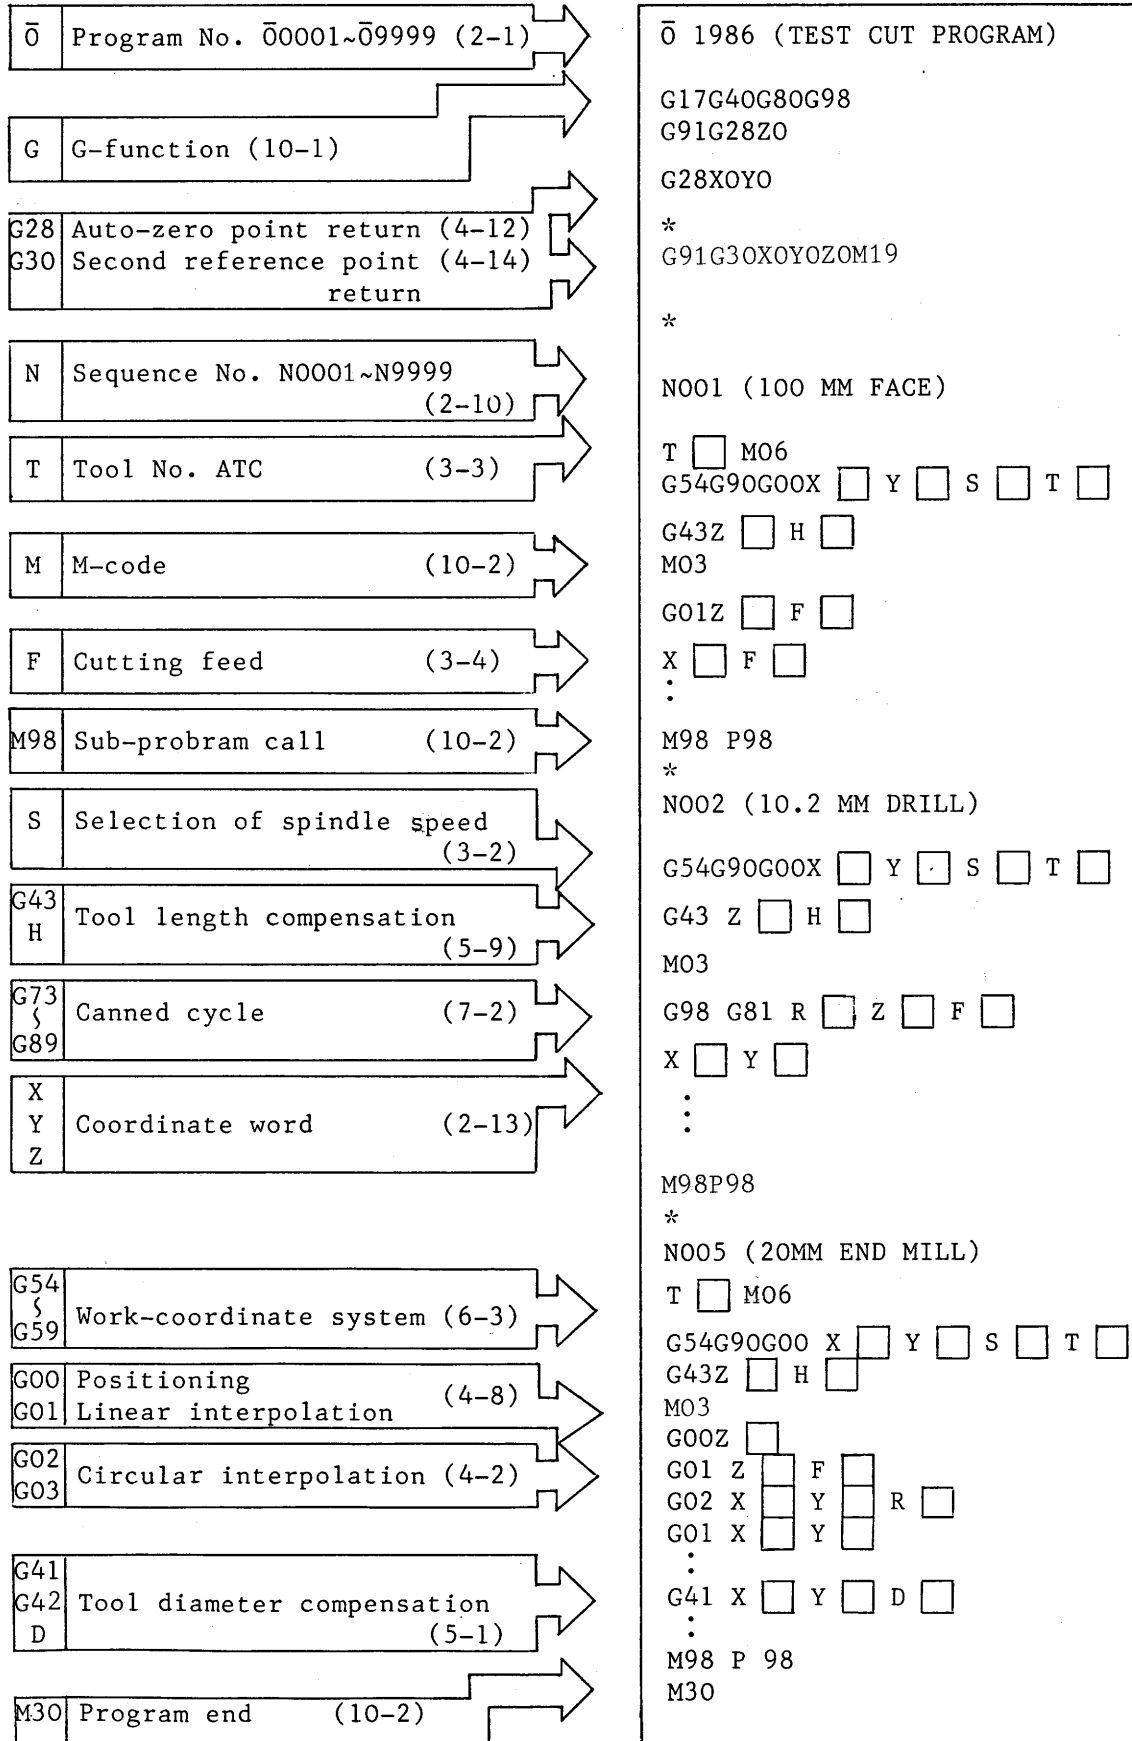 Ō Program No. Ō0001~Ō9999 (2-1)
G G-function (10-1)
G28 Auto-zero point return (4-12)
G30 Second reference point (4-14)
return
N Sequence No. N0001~N9999
(2-10)
T Tool No. ATC (3-3)
M M-code (10-2)
F Cutting feed (3-4)
M98 Sub-probram call (10-2)
S Selection of spindle speed
(3-2)
G43
H Tool length compensation
(5-9)
G73
⌇ Canned cycle (7-2)
G89
X
Y Coordinate word (2-13)
Z
G54
⌇ Work-coordinate system (6-3)
G59
G00 Positioning (4-8)
G01 Linear interpolation
G02 Circular interpolation (4-2)
G03
G41
G42 Tool diameter compensation
D (5-1)
M30 Program end (10-2)
Ō 1986 (TEST CUT PROGRAM)
G17G40G80G98
G91G28Z0
G28X0Y0
*
G91G30X0Y0Z0M19
*
N001 (100 MM FACE)
T □ M06
G54G90G00X □ Y □ S □ T □
G43Z □ H □
M03
G01Z □ F □
X □ F □
:
M98 P98
*
N002 (10.2 MM DRILL)
G54G90G00X □ Y □ S □ T □
G43 Z □ H □
M03
G98 G81 R □ Z □ F □
X □ Y □
⋮
M98P98
*
N005 (20MM END MILL)
T □ M06
G54G90G00 X □ Y □ S □ T □
G43Z □ H □
M03
G00Z □
G01 Z □ F □
G02 X □ Y □ R □
G01 X □ Y □
:
G41 X □ Y □ D □
:
M98 P 98
M30